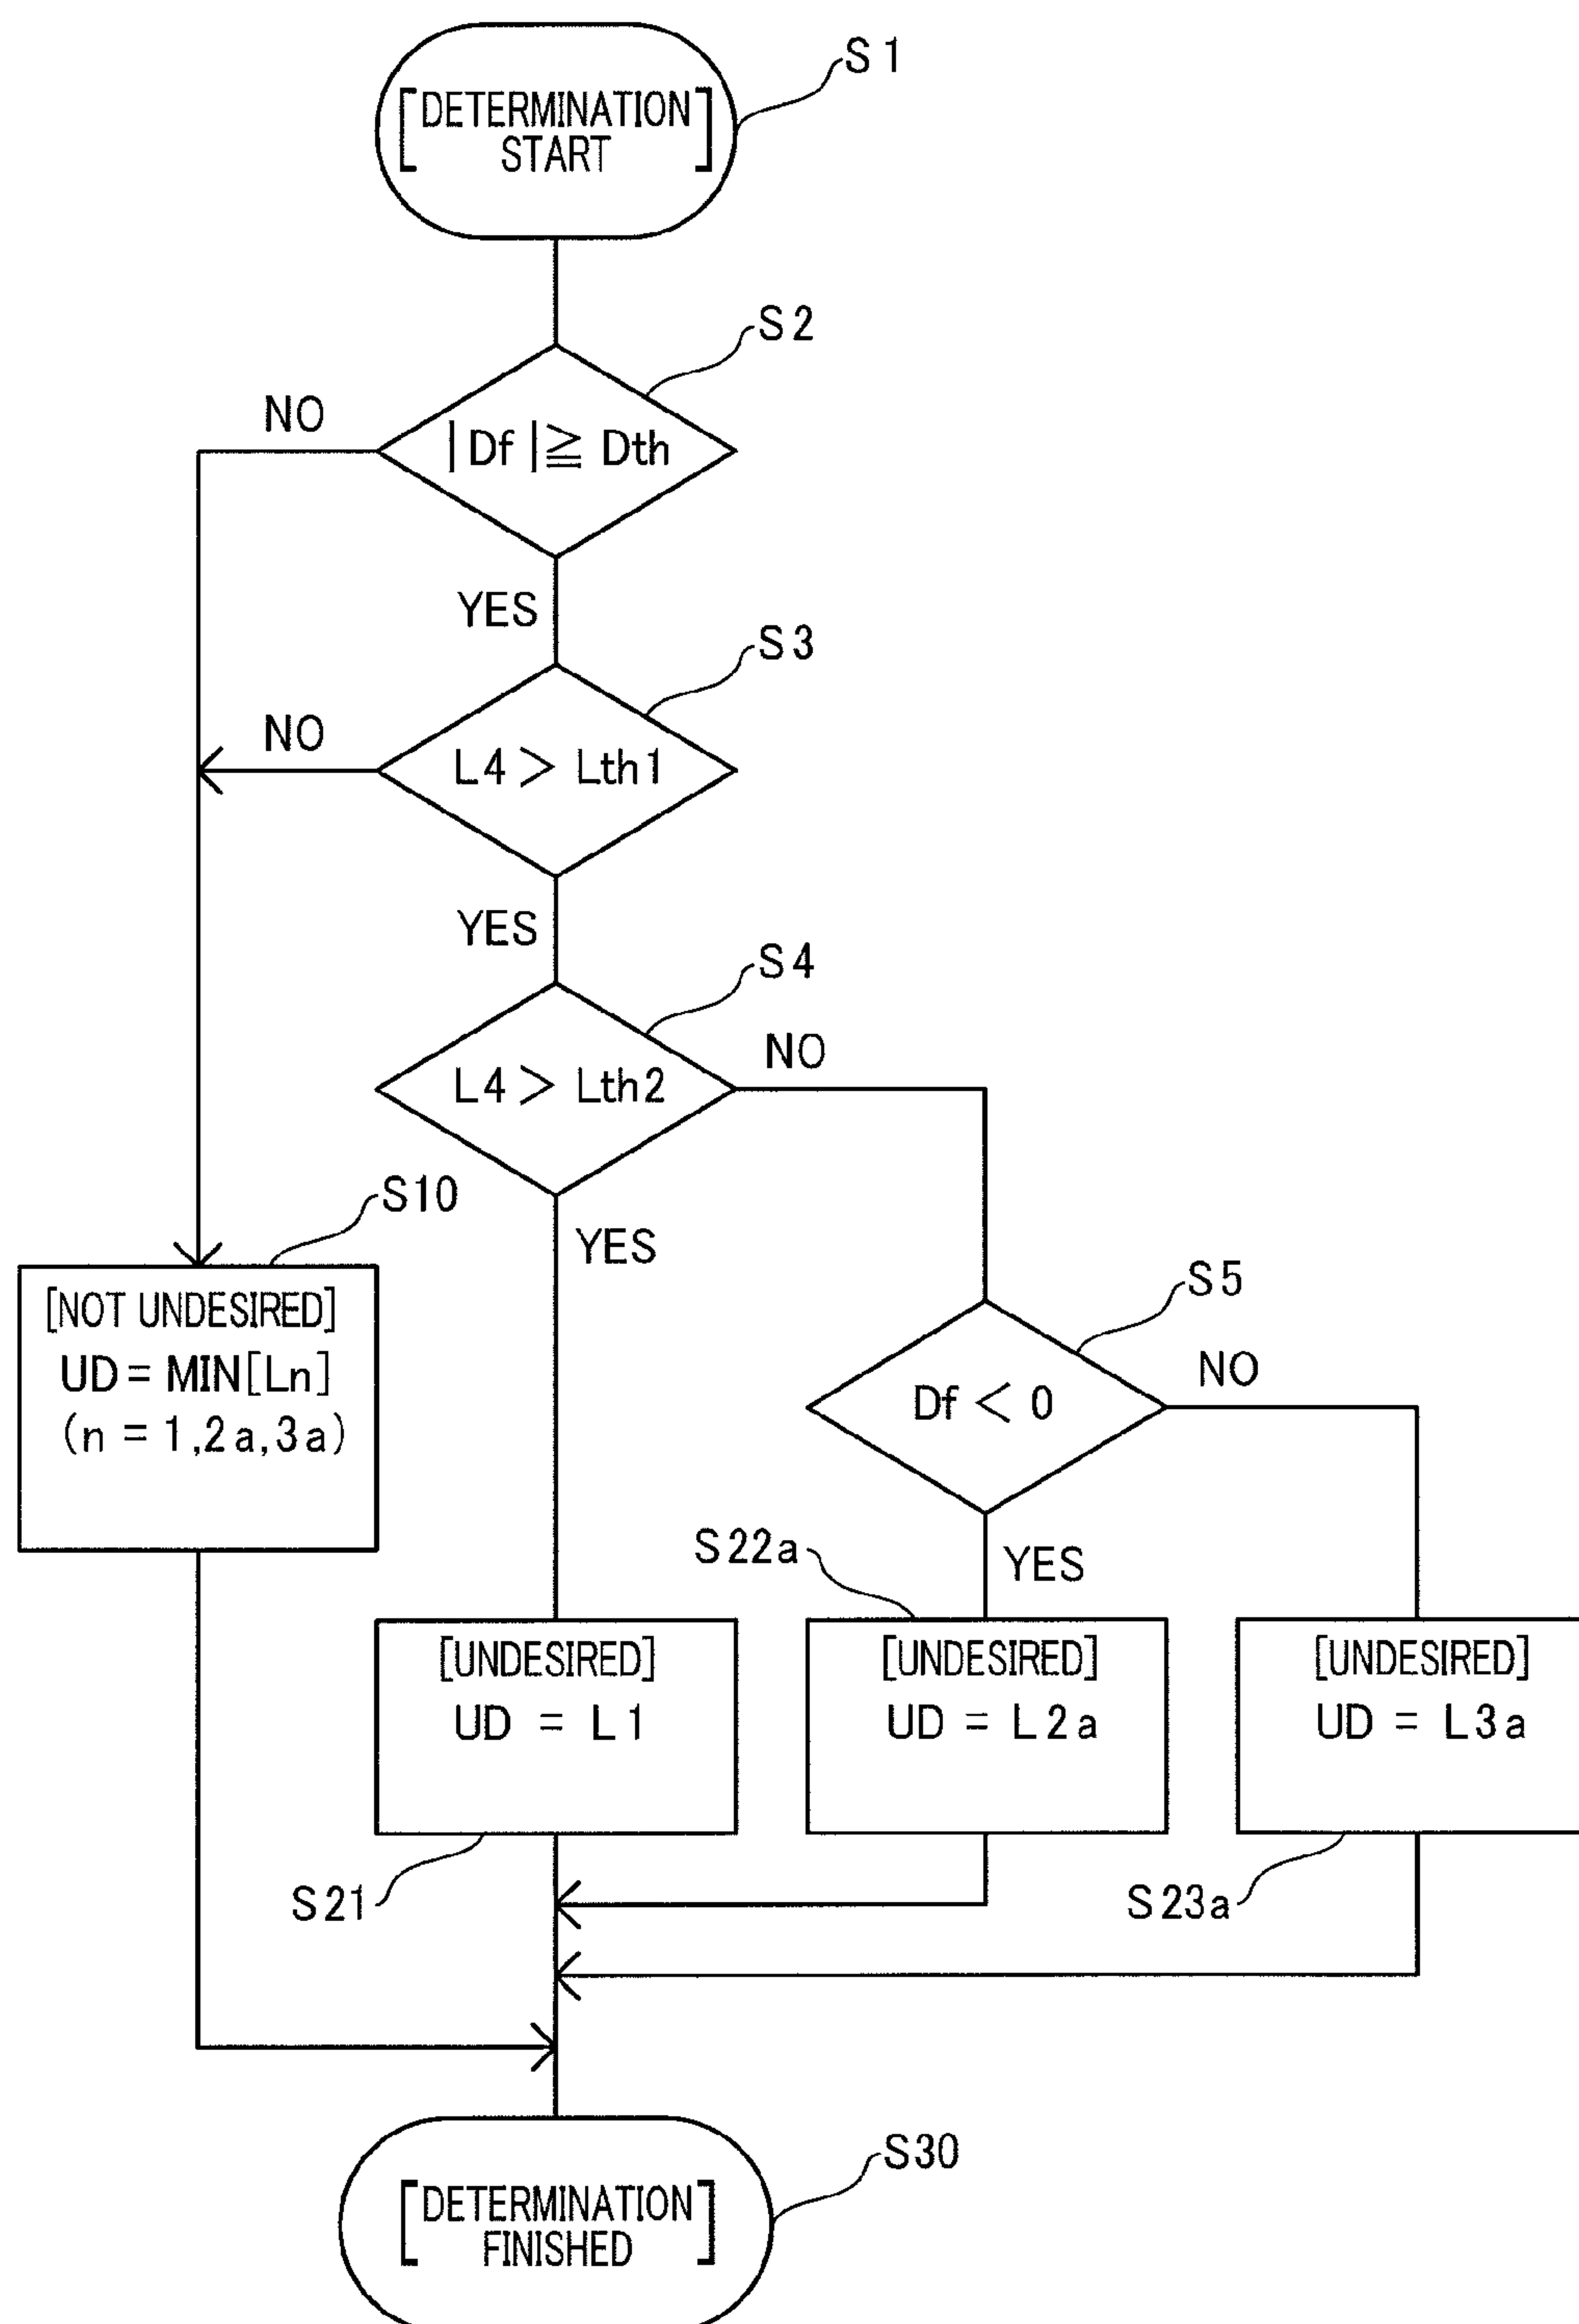 S1
[DETERMINATION
START]
S2
NO
|Df|≧ Dth
YES
S3
NO
L4 > Lth1
YES
S4
NO
L4 > Lth2
S10
YES
[NOT UNDESIRED]
UD = MIN[Ln]
(n = 1,2a,3a)
S5
NO
Df < 0
S22a
YES
[UNDESIRED]
UD = L1
[UNDESIRED]
UD = L2a
[UNDESIRED]
UD = L3a
S21
S23a
S30
[DETERMINATION
FINISHED]